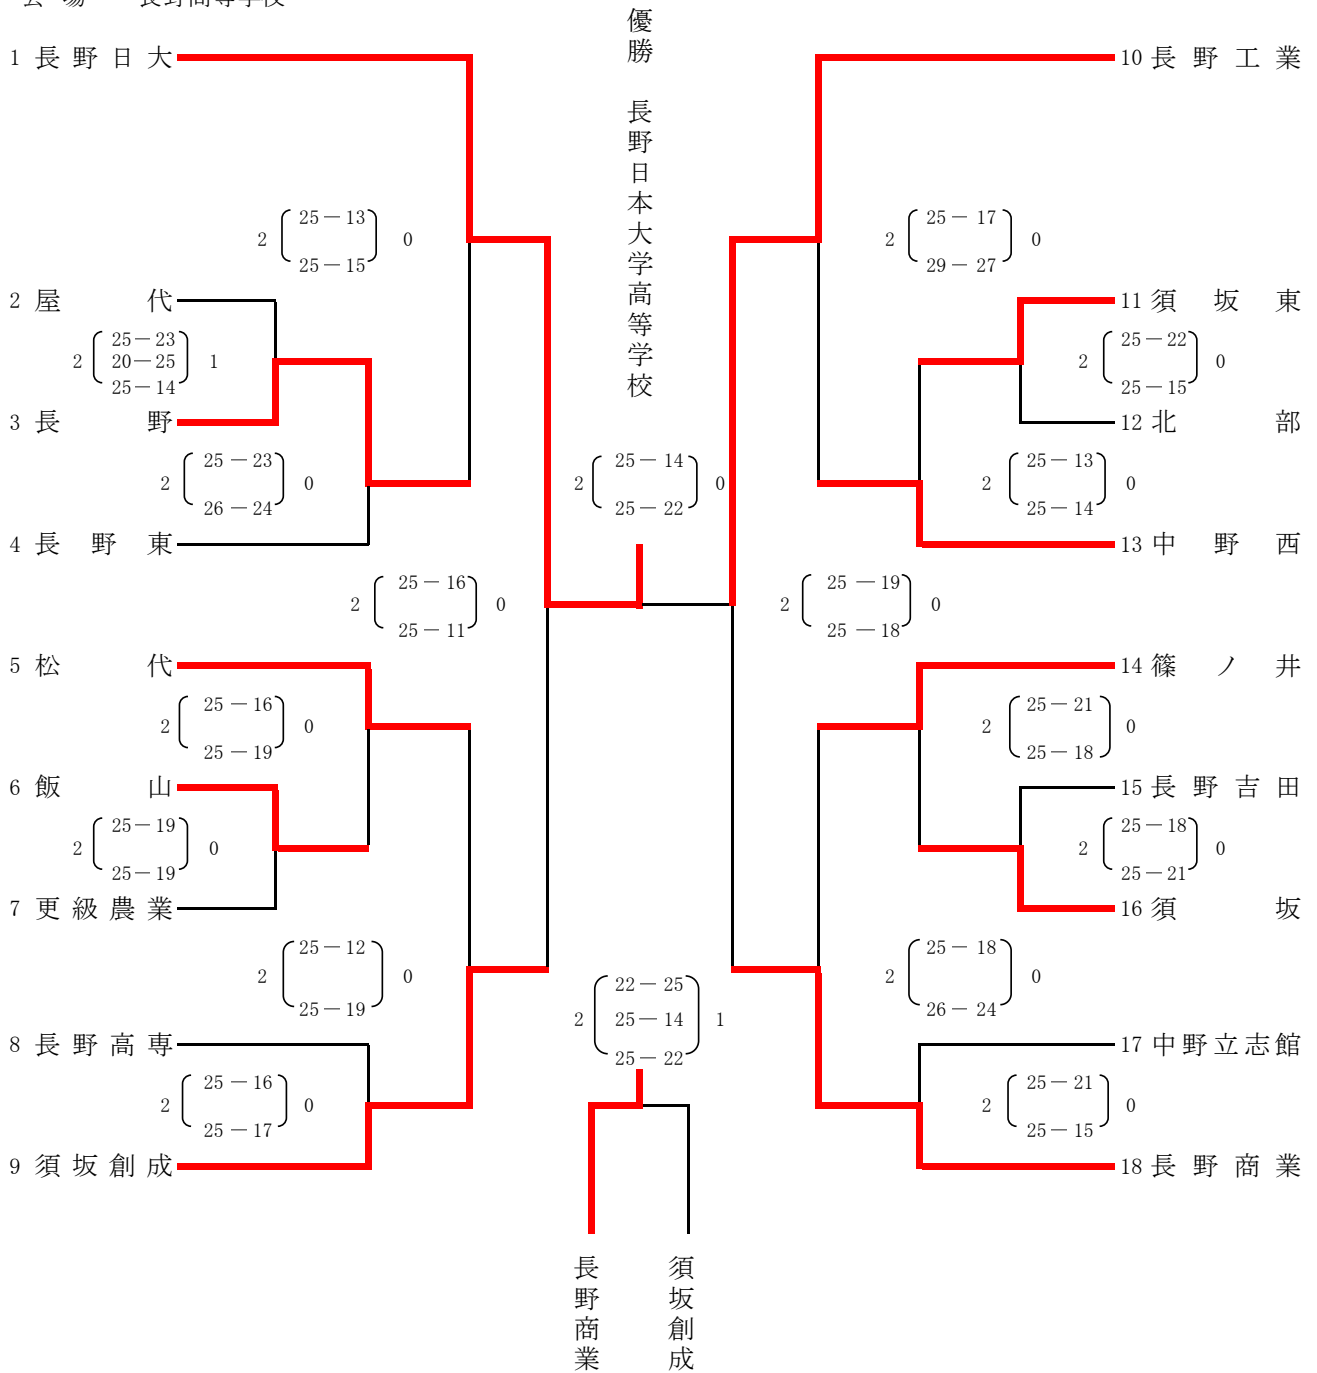 会 場 長野高等学校
優勝 長野日本大学高等学校
1 長野日大
10 長野工業
2 ( 25－13 25－15 ) 0
2 ( 25－17 29－27 ) 0
2 屋代
11 須坂東
2 ( 25－23 20－25 25－14 ) 1
2 ( 25－22 25－15 ) 0
3 長野
12 北部
2 ( 25－23 26－24 ) 0
2 ( 25－14 25－22 ) 0
2 ( 25－13 25－14 ) 0
4 長野東
13 中野西
2 ( 25－16 25－11 ) 0
2 ( 25－19 25－18 ) 0
5 松代
14 篠ノ井
2 ( 25－16 25－19 ) 0
2 ( 25－21 25－18 ) 0
6 飯山
15 長野吉田
2 ( 25－19 25－19 ) 0
2 ( 25－18 25－21 ) 0
7 更級農業
16 須坂
2 ( 25－12 25－19 ) 0
2 ( 22－25 25－14 25－22 ) 1
2 ( 25－18 26－24 ) 0
8 長野高専
17 中野立志館
2 ( 25－16 25－17 ) 0
2 ( 25－21 25－15 ) 0
9 須坂創成
18 長野商業
長野商業
須坂創成